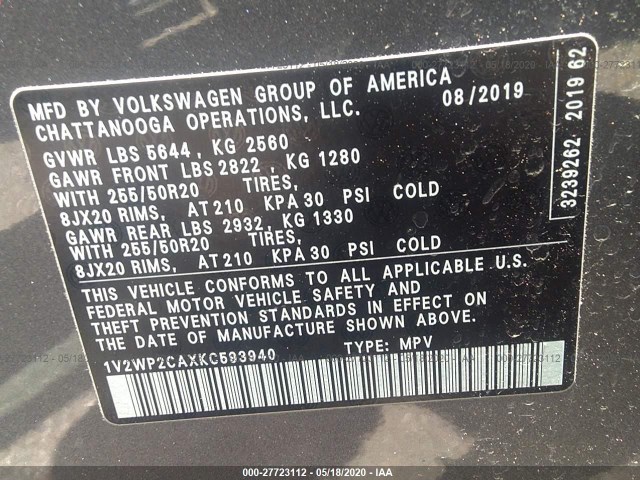 MFD BY VOLKSWAGEN GROUP OF AMERICA
CHATTANOOGA OPERATIONS, LLC. 08/2019
GVWR LBS 5644 , KG 2560
GAWR FRONT LBS 2822 , KG 1280
WITH 255/50R20 TIRES,
8JX20 RIMS, AT 210 KPA 30 PSI COLD
GAWR REAR LBS 2932, KG 1330
WITH 255/50R20 TIRES,
8JX20 RIMS, AT 210 KPA 30 PSI COLD
THIS VEHICLE CONFORMS TO ALL APPLICABLE U.S.
FEDERAL MOTOR VEHICLE SAFETY AND
THEFT PREVENTION STANDARDS IN EFFECT ON
THE DATE OF MANUFACTURE SHOWN ABOVE.
1V2WP2CAXKC593940 TYPE: MPV
3239262 2019 62
000-27723112 - 05/18/2020 - IAA